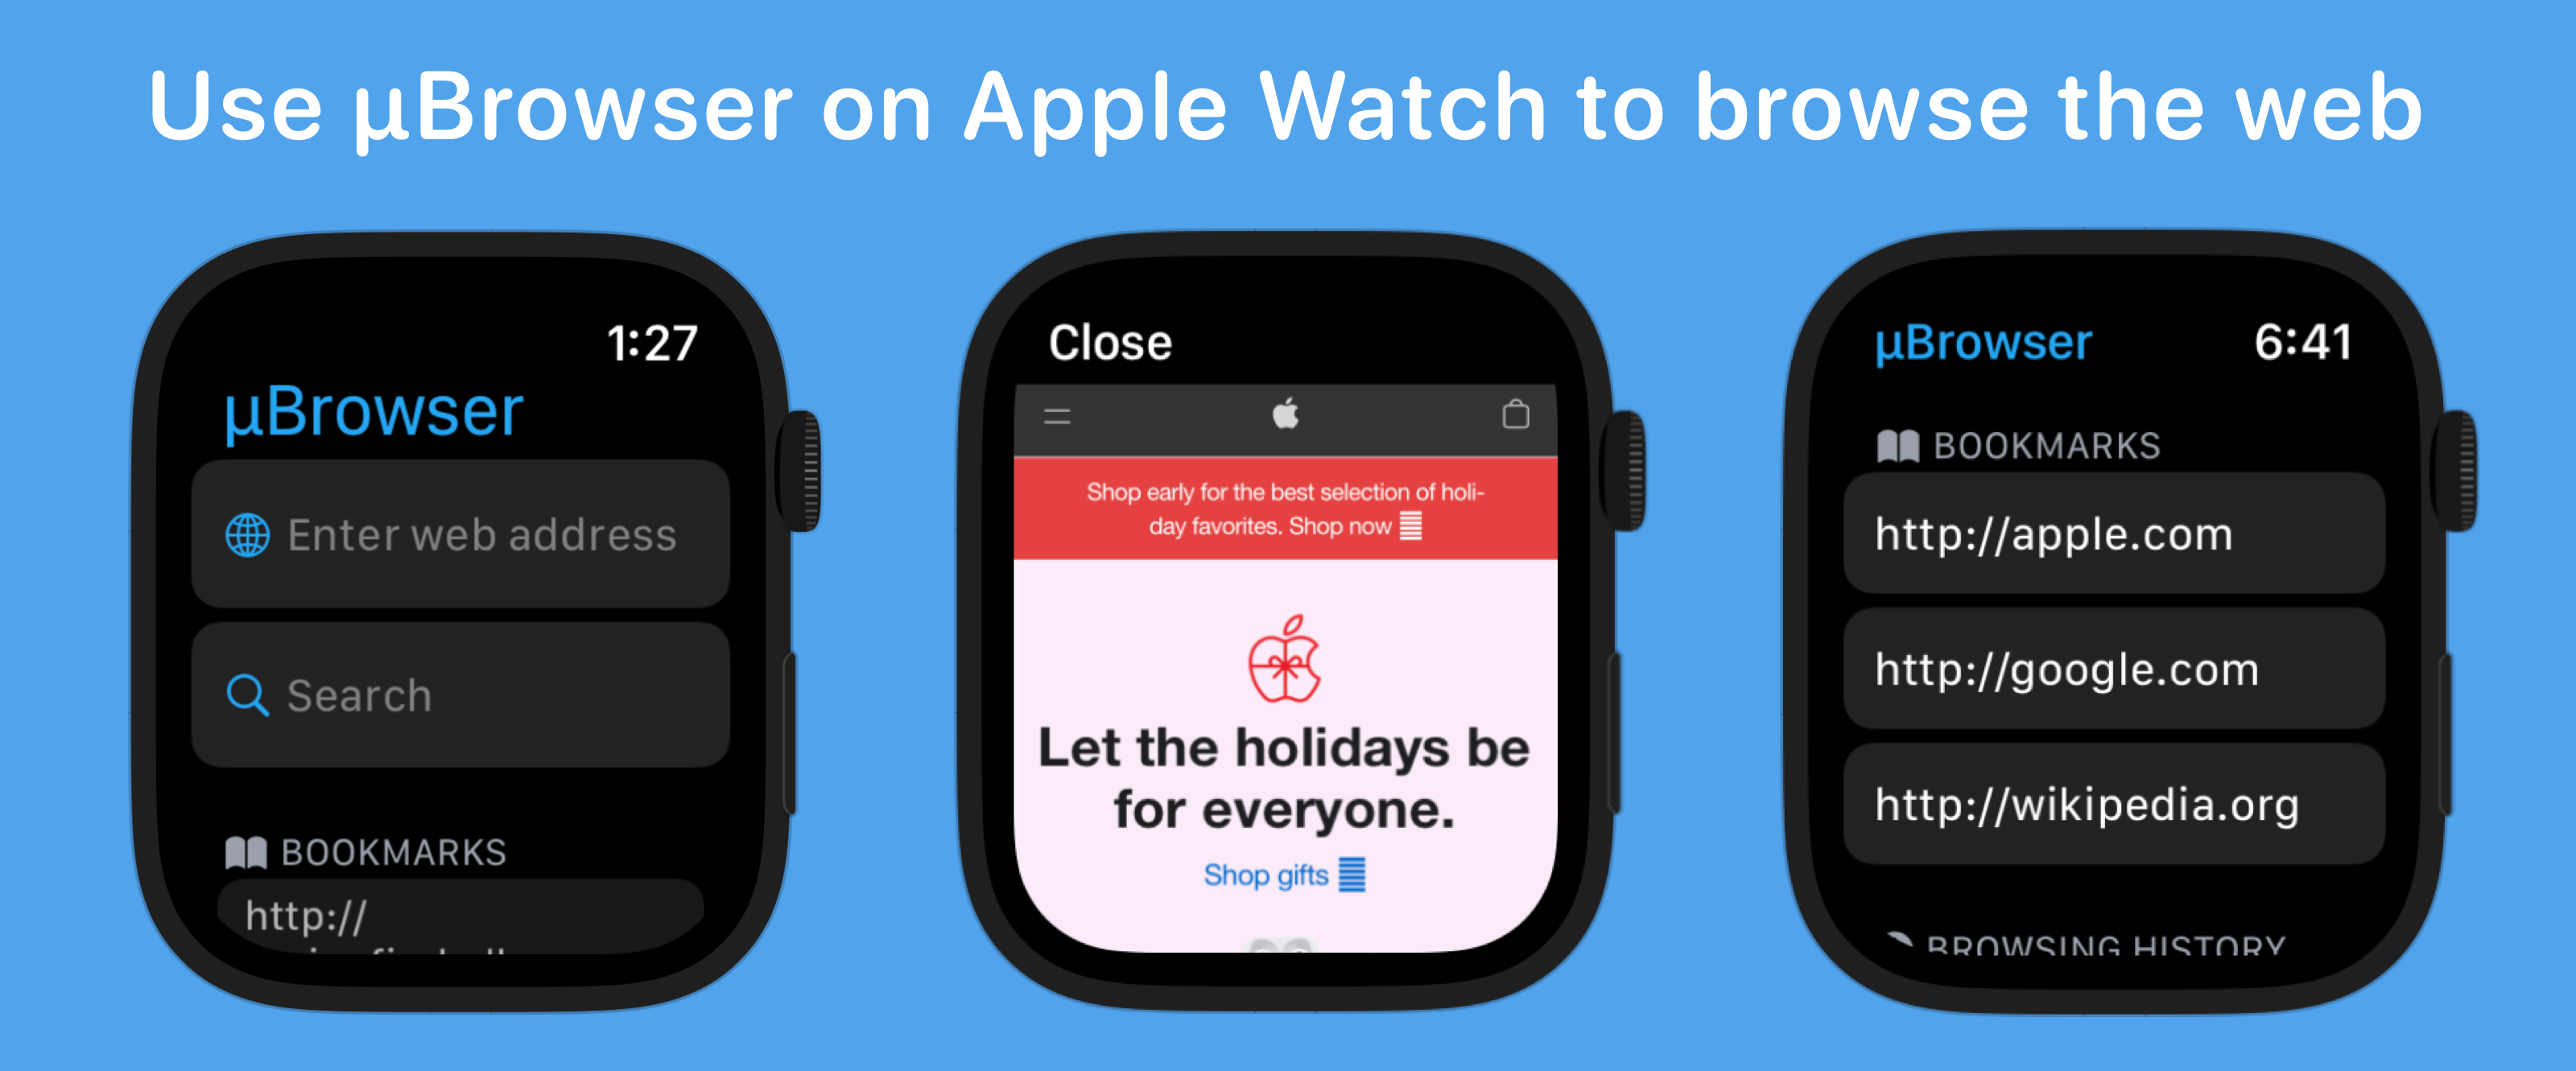 Use µBrowser on Apple Watch to browse the web
1:27
µBrowser
Enter web address
Search
BOOKMARKS
http://
Close
Shop early for the best selection of holi-
day favorites. Shop now
Let the holidays be
for everyone.
Shop gifts
µBrowser 6:41
BOOKMARKS
http://apple.com
http://google.com
http://wikipedia.org
BROWSING HISTORY